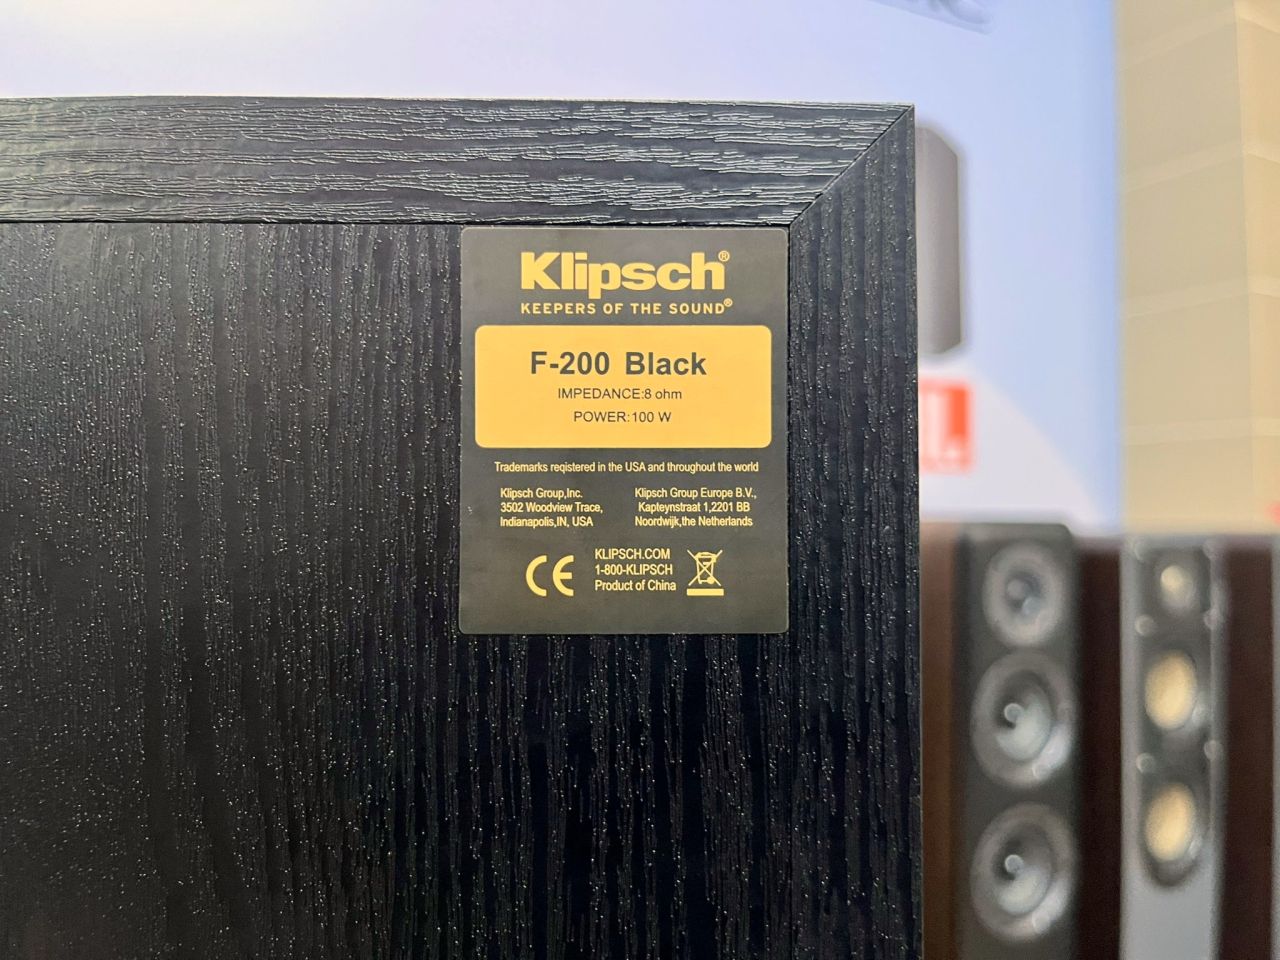 Klipsch®
KEEPERS OF THE SOUND®
F-200 Black
IMPEDANCE:8 ohm
POWER:100 W
Trademarks reqistered in the USA and throughout the world
Klipsch Group,Inc.
3502 Woodview Trace,
Indianapolis,IN, USA
Klipsch Group Europe B.V.,
Kapteynstraat 1,2201 BB
Noordwijk,the Netherlands
CE
KLIPSCH.COM
1-800-KLIPSCH
Product of China